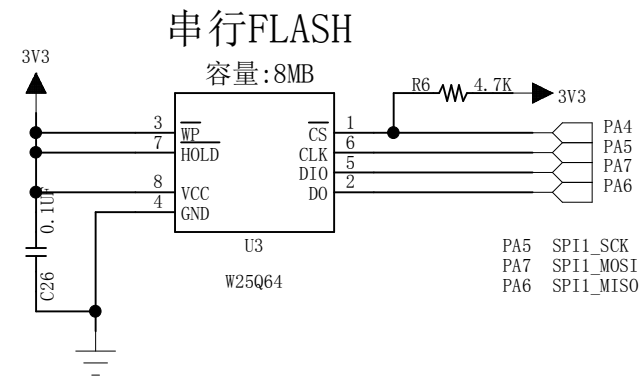 串行FLASH
容量:8MB
3V3
R6 4.7K
3V3
3 WP
7 HOLD
8 VCC
4 GND
CS 1
CLK 6
DIO 5
DO 2
PA4
PA5
PA7
PA6
0.1UF
C26
U3
W25Q64
PA5 SPI1_SCK
PA7 SPI1_MOSI
PA6 SPI1_MISO